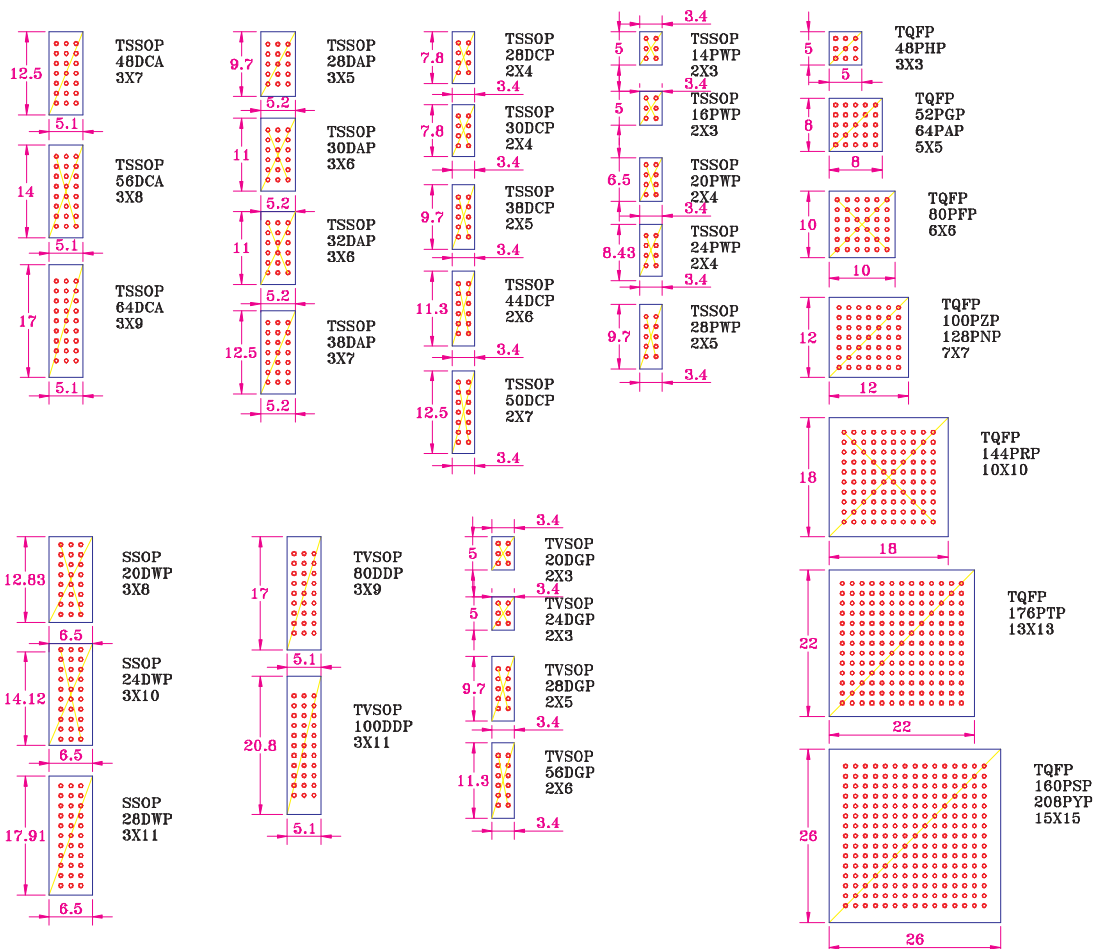 12.5
5.1
TSSOP
48DCA
3X7
14
5.1
TSSOP
56DCA
3X8
17
5.1
TSSOP
64DCA
3X9
9.7
5.2
TSSOP
28DAP
3X5
11
5.2
TSSOP
30DAP
3X6
11
5.2
TSSOP
32DAP
3X6
12.5
5.2
TSSOP
38DAP
3X7
7.8
3.4
TSSOP
28DCP
2X4
7.8
3.4
TSSOP
30DCP
2X4
9.7
3.4
TSSOP
38DCP
2X5
11.3
3.4
TSSOP
44DCP
2X6
12.5
3.4
TSSOP
50DCP
2X7
3.4
5
TSSOP
14PWP
2X3
3.4
5
TSSOP
16PWP
2X3
6.5
3.4
TSSOP
20PWP
2X4
8.43
3.4
TSSOP
24PWP
2X4
9.7
3.4
TSSOP
28PWP
2X5
5
5
TQFP
48PHP
3X3
8
8
TQFP
52PGP
64PAP
5X5
10
10
TQFP
80PFP
6X6
12
12
TQFP
100PZP
128PNP
7X7
18
18
TQFP
144PRP
10X10
22
22
TQFP
176PTP
13X13
26
26
TQFP
160PSP
208PYP
15X15
12.83
6.5
SSOP
20DWP
3X8
14.12
6.5
SSOP
24DWP
3X10
17.91
6.5
SSOP
28DWP
3X11
17
5.1
TVSOP
80DDP
3X9
20.8
5.1
TVSOP
100DDP
3X11
3.4
5
TVSOP
20DGP
2X3
3.4
5
TVSOP
24DGP
2X3
9.7
3.4
TVSOP
28DGP
2X5
11.3
3.4
TVSOP
56DGP
2X6